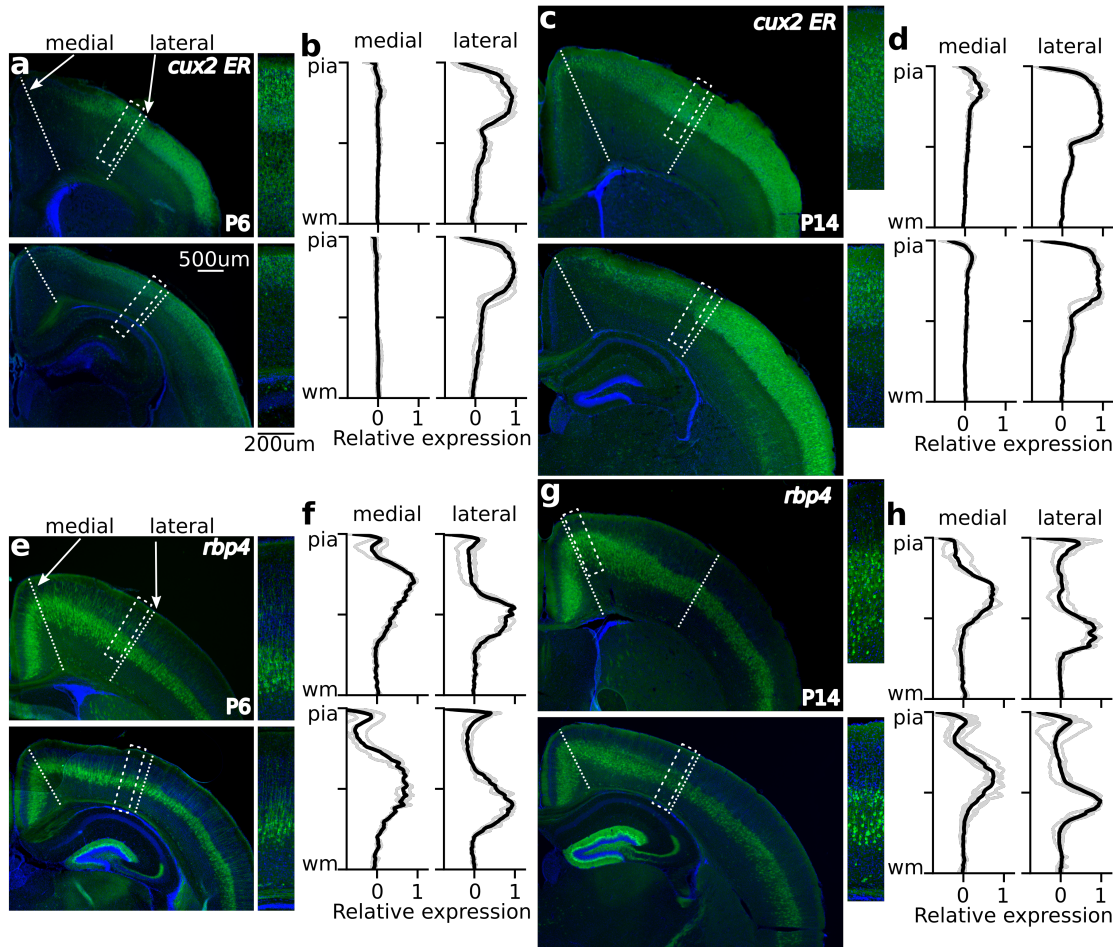 a
medial
lateral
cux2 ER
P6
500um
200um
b
medial
lateral
pia
wm
pia
wm
0
1
0
1
Relative expression
c
cux2 ER
P14
d
medial
lateral
pia
wm
pia
wm
0
1
0
1
Relative expression
e
medial
lateral
rbp4
P6
f
medial
lateral
pia
wm
pia
wm
0
1
0
1
Relative expression
g
rbp4
P14
h
medial
lateral
pia
wm
pia
wm
0
1
0
1
Relative expression